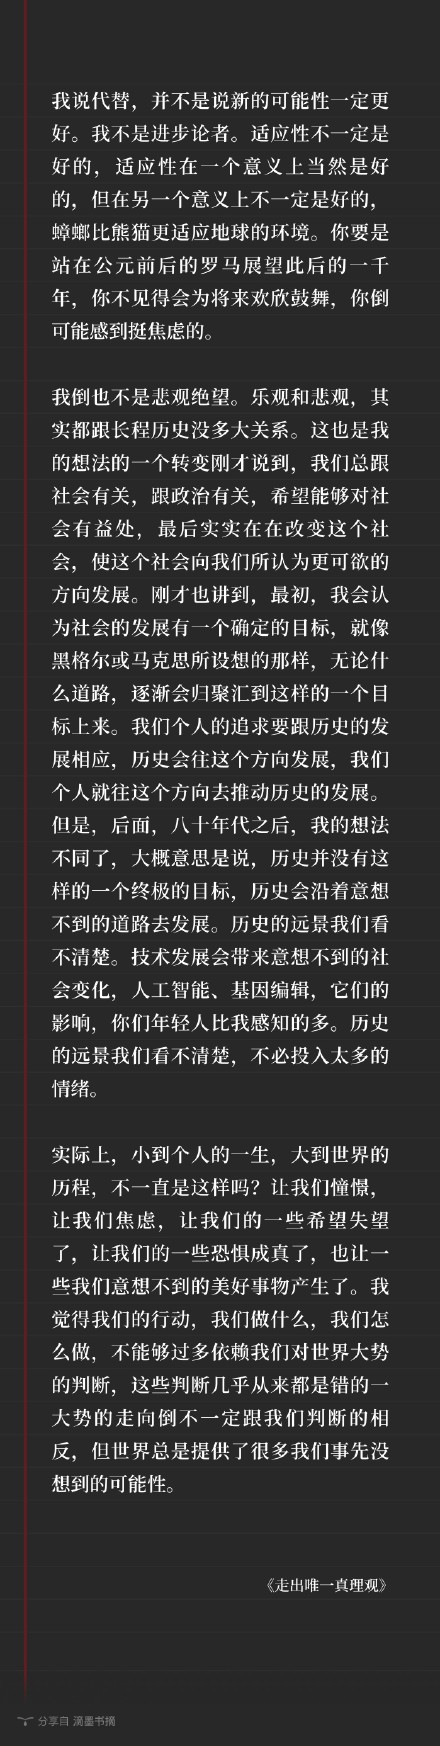 我说代替，并不是说新的可能性一定更
好。我不是进步论者。适应性不一定是
好的，适应性在一个意义上当然是好
的，但在另一个意义上不一定是好的，
蟑螂比熊猫更适应地球的环境。你要是
站在公元前后的罗马展望此后的一千
年，你不见得会为将来欢欣鼓舞，你倒
可能感到挺焦虑的。
我倒也不是悲观绝望。乐观和悲观，其
实都跟长程历史没多大关系。这也是我
的想法的一个转变刚才说到，我们总跟
社会有关，跟政治有关，希望能够对社
会有益处，最后实实在在改变这个社
会，使这个社会向我们所认为更可欲的
方向发展。刚才也讲到，最初，我会认
为社会的发展有一个确定的目标，就像
黑格尔或马克思所设想的那样，无论什
么道路，逐渐会归聚汇到这样的一个目
标上来。我们个人的追求要跟历史的发
展相应，历史会往这个方向发展，我们
个人就往这个方向去推动历史的发展。
但是，后面，八十年代之后，我的想法
不同了，大概意思是说，历史并没有这
样的一个终极的目标，历史会沿着意想
不到的道路去发展。历史的远景我们看
不清楚。技术发展会带来意想不到的社
会变化，人工智能、基因编辑，它们的
影响，你们年轻人比我感知的多。历史
的远景我们看不清楚，不必投入太多的
情绪。
实际上，小到个人的一生，大到世界的
历程，不一直是这样吗？让我们憧憬，
让我们焦虑，让我们的一些希望失望
了，让我们的一些恐惧成真了，也让一
些我们意想不到的美好事物产生了。我
觉得我们的行动，我们做什么，我们怎
么做，不能够过多依赖我们对世界大势
的判断，这些判断几乎从来都是错的一
大势的走向倒不一定跟我们判断的相
反，但世界总是提供了很多我们事先没
想到的可能性。
《走出唯一真理观》
分享自 滴墨书摘